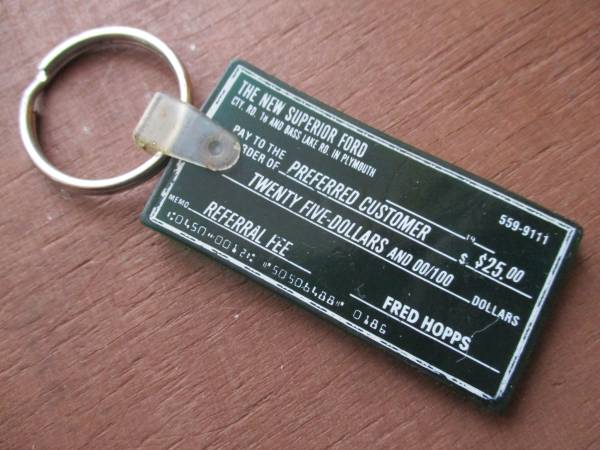 THE NEW SUPERIOR FORD
CTY. RD. 18 AND BASS LAKE RD. IN PLYMOUTH
559-9111
PAY TO THE
ORDER OF PREFERRED CUSTOMER 19 $ $25.00
TWENTY FIVE-DOLLARS AND 00/100 DOLLARS
MEMO REFERRAL FEE
FRED HOPPS
0186